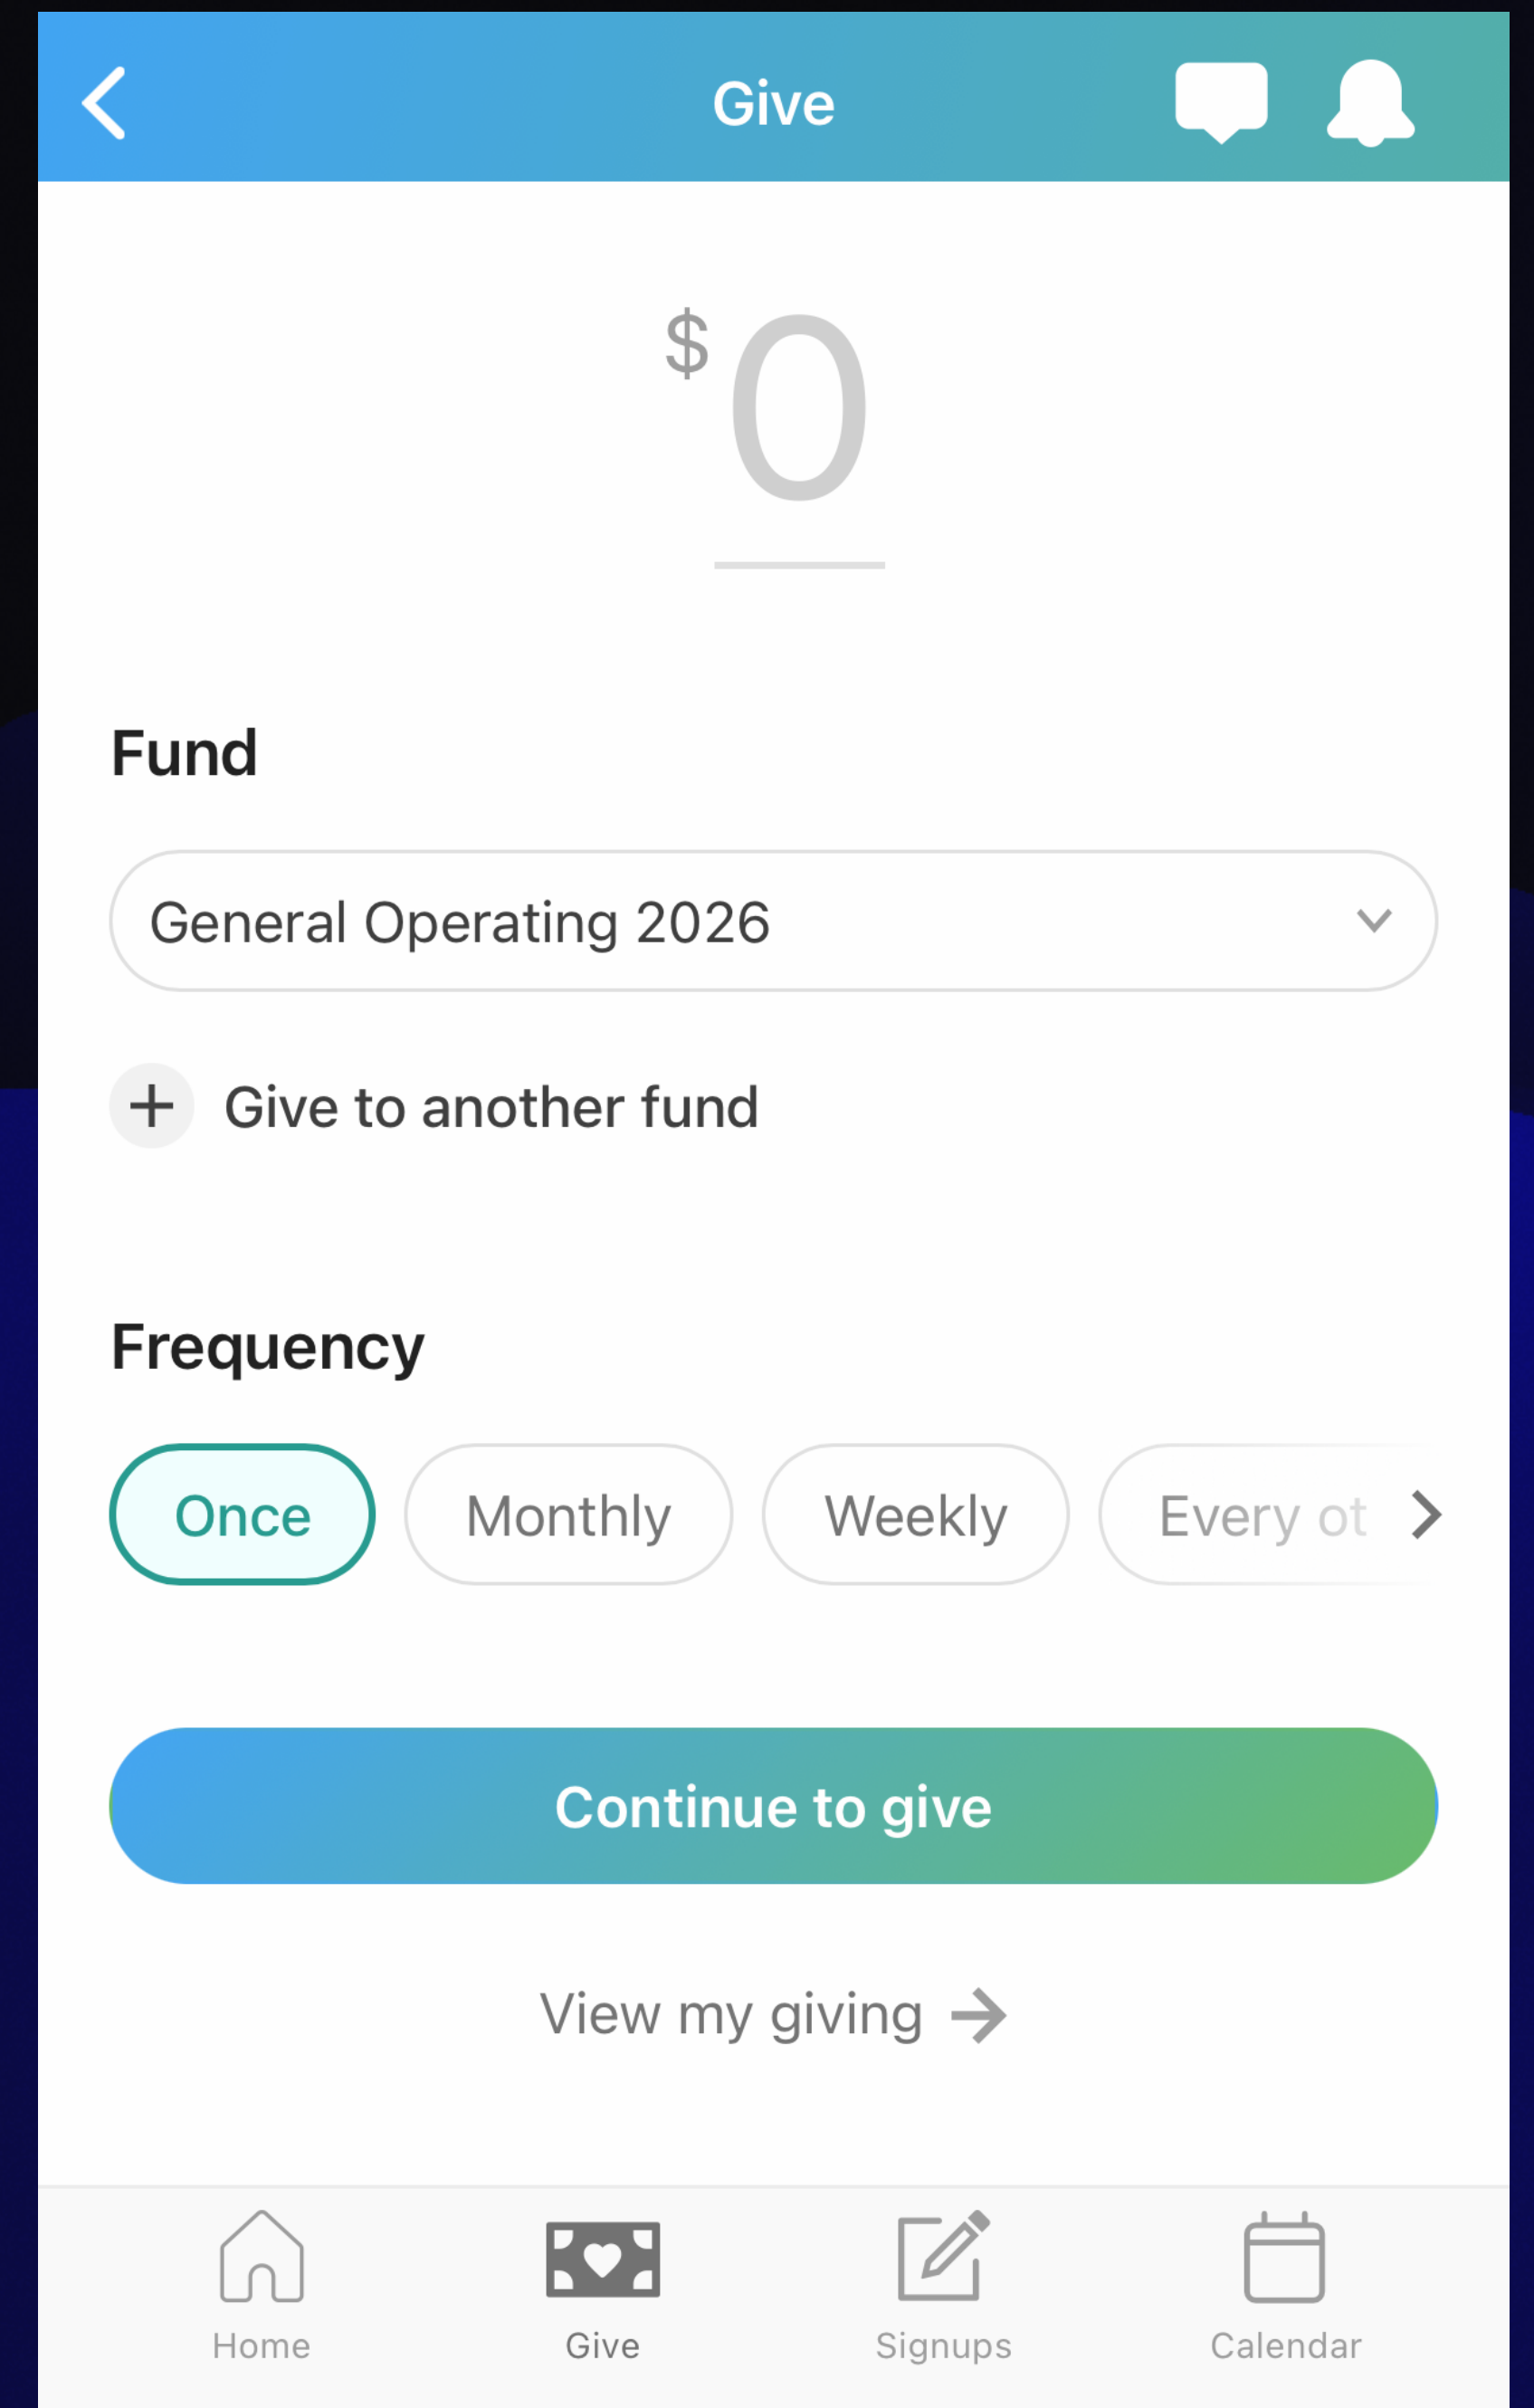 Give
$0
Fund
General Operating 2026
Give to another fund
Frequency
Once Monthly Weekly Every ot
Continue to give
View my giving
Home Give Signups Calendar